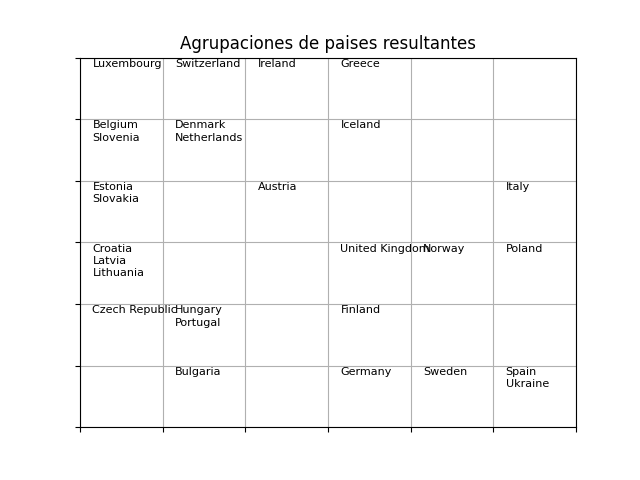 Agrupaciones de paises resultantes
Luxembourg Switzerland Ireland Greece
Belgium Denmark Iceland
Slovenia Netherlands
Estonia Austria Italy
Slovakia
Croatia United Kingdom Norway Poland
Latvia
Lithuania
Czech Republic Hungary Finland
Portugal
Bulgaria Germany Sweden Spain
Ukraine